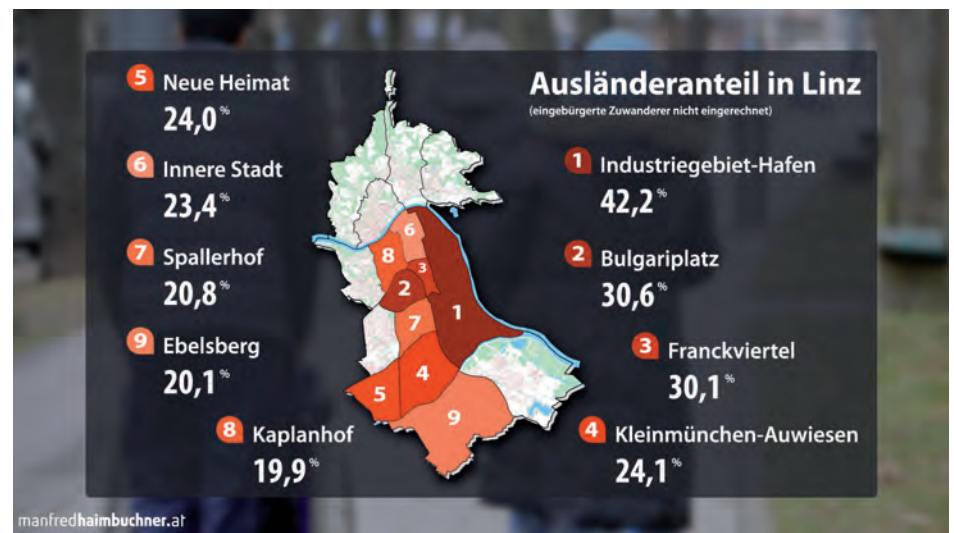 Ausländeranteil in Linz
(eingebürgerte Zuwanderer nicht eingerechnet)
1 Industriegebiet-Hafen
42,2 %
2 Bulgariplatz
30,6 %
3 Franckviertel
30,1 %
4 Kleinmünchen-Auwiesen
24,1 %
5 Neue Heimat
24,0 %
6 Innere Stadt
23,4 %
7 Spallerhof
20,8 %
9 Ebelsberg
20,1 %
8 Kaplanhof
19,9 %
6
8
3
2
1
7
4
5
9
manfredhaimbuchner.at